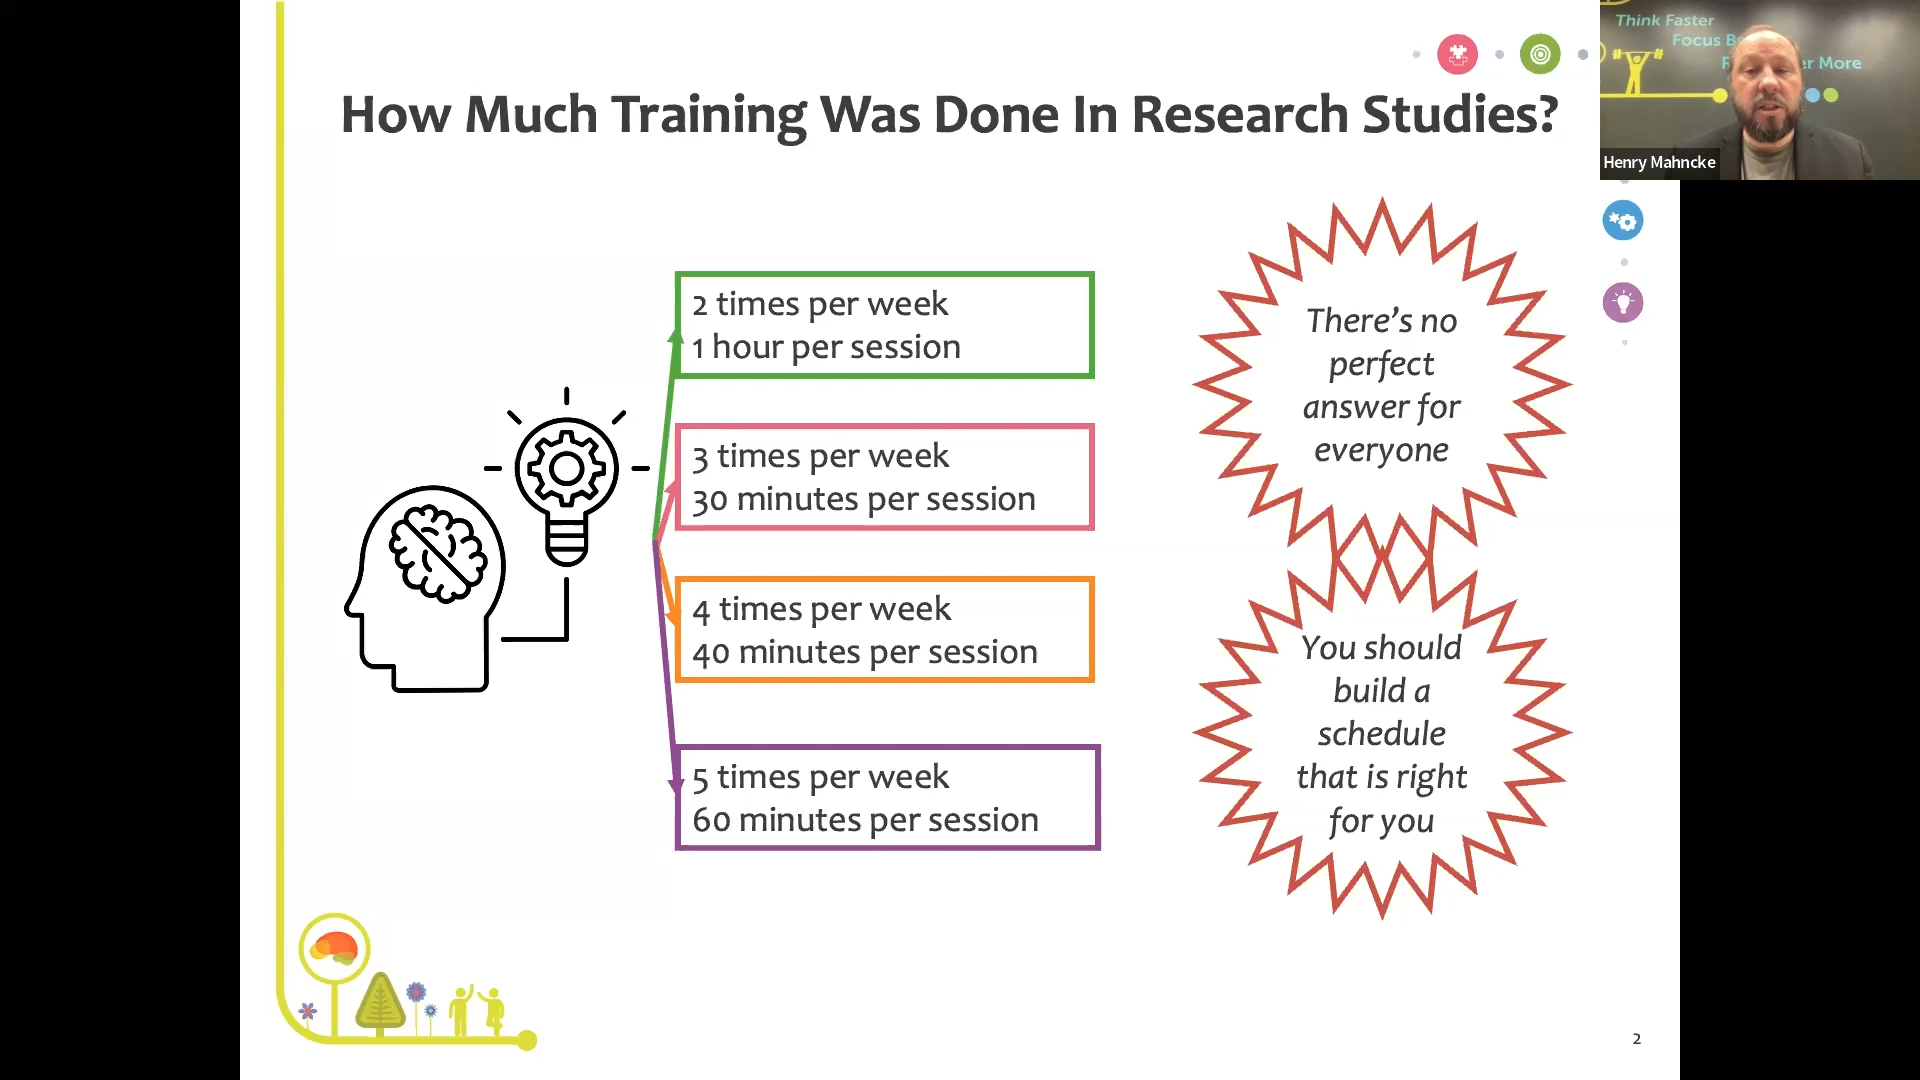 How Much Training Was Done In Research Studies?
2 times per week
1 hour per session
3 times per week
30 minutes per session
4 times per week
40 minutes per session
5 times per week
60 minutes per session
There's no
perfect
answer for
everyone
You should
build a
schedule
that is right
for you
2
Think Faster
Focus
More
Henry Mahncke